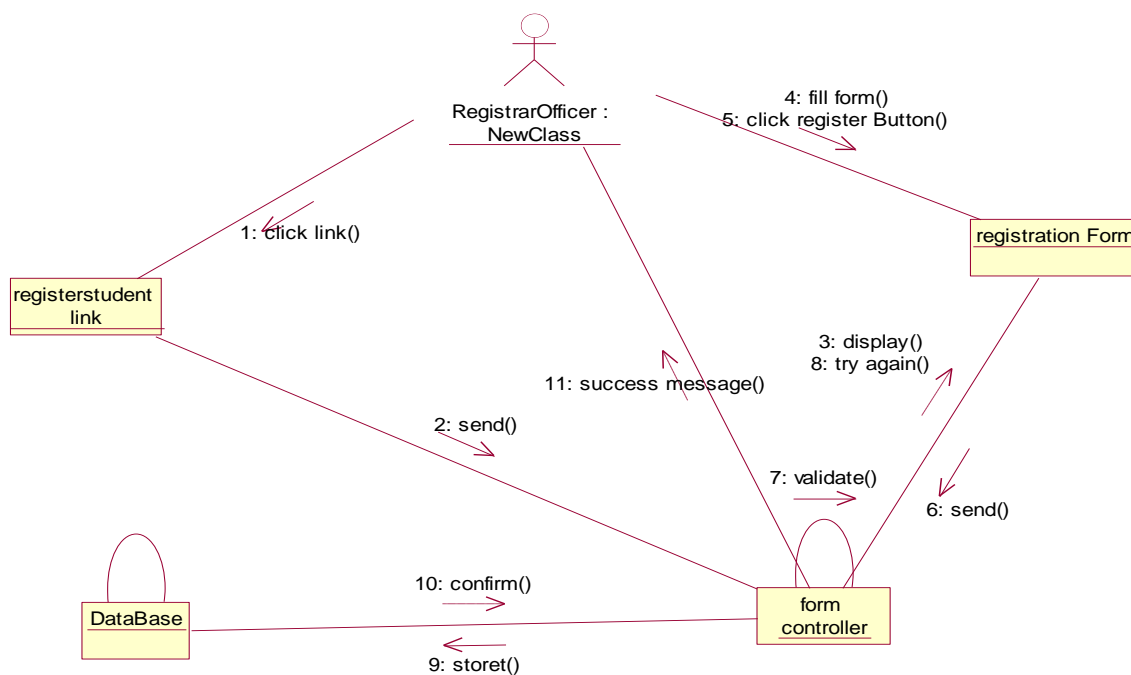 RegistrarOfficer :
NewClass
4: fill form()
5: click register Button()
1: click link()
registration Form
registerstudent
link
3: display()
8: try again()
11: success message()
2: send()
7: validate()
6: send()
10: confirm()
form
controller
DataBase
9: storet()